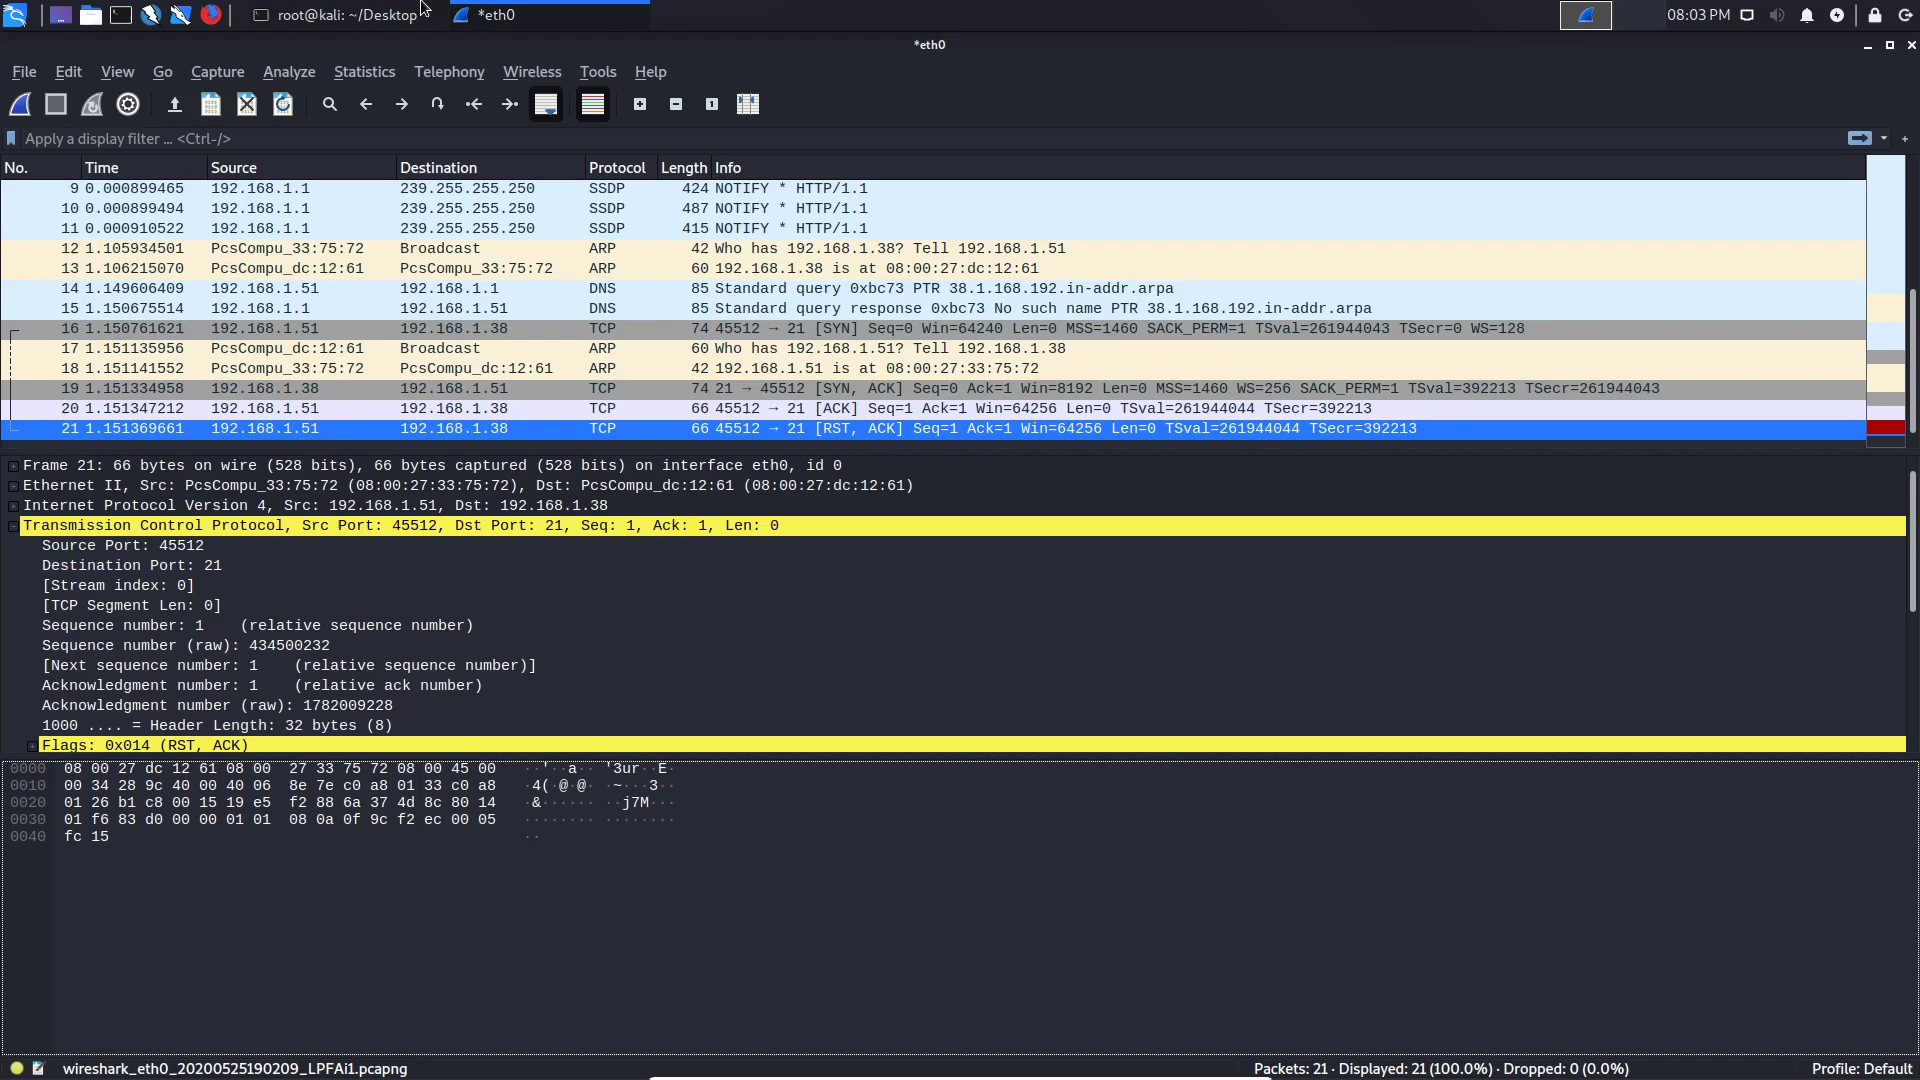 root@kali: ~/Desktop *eth0 08:03 PM
*eth0
File Edit View Go Capture Analyze Statistics Telephony Wireless Tools Help
Apply a display filter ... <Ctrl-/>
No. Time Source Destination Protocol Length Info
9 0.000899465 192.168.1.1 239.255.255.250 SSDP 424 NOTIFY * HTTP/1.1
10 0.000899494 192.168.1.1 239.255.255.250 SSDP 487 NOTIFY * HTTP/1.1
11 0.000910522 192.168.1.1 239.255.255.250 SSDP 415 NOTIFY * HTTP/1.1
12 1.105934501 PcsCompu_33:75:72 Broadcast ARP 42 Who has 192.168.1.38? Tell 192.168.1.51
13 1.106215070 PcsCompu_dc:12:61 PcsCompu_33:75:72 ARP 60 192.168.1.38 is at 08:00:27:dc:12:61
14 1.149606409 192.168.1.51 192.168.1.1 DNS 85 Standard query 0xbc73 PTR 38.1.168.192.in-addr.arpa
15 1.150675514 192.168.1.1 192.168.1.51 DNS 85 Standard query response 0xbc73 No such name PTR 38.1.168.192.in-addr.arpa
16 1.150761621 192.168.1.51 192.168.1.38 TCP 74 45512 → 21 [SYN] Seq=0 Win=64240 Len=0 MSS=1460 SACK_PERM=1 TSval=261944043 TSecr=0 WS=128
17 1.151135956 PcsCompu_dc:12:61 Broadcast ARP 60 Who has 192.168.1.51? Tell 192.168.1.38
18 1.151141552 PcsCompu_33:75:72 PcsCompu_dc:12:61 ARP 42 192.168.1.51 is at 08:00:27:33:75:72
19 1.151334958 192.168.1.38 192.168.1.51 TCP 74 21 → 45512 [SYN, ACK] Seq=0 Ack=1 Win=8192 Len=0 MSS=1460 WS=256 SACK_PERM=1 TSval=392213 TSecr=261944043
20 1.151347212 192.168.1.51 192.168.1.38 TCP 66 45512 → 21 [ACK] Seq=1 Ack=1 Win=64256 Len=0 TSval=261944044 TSecr=392213
21 1.151369661 192.168.1.51 192.168.1.38 TCP 66 45512 → 21 [RST, ACK] Seq=1 Ack=1 Win=64256 Len=0 TSval=261944044 TSecr=392213
Frame 21: 66 bytes on wire (528 bits), 66 bytes captured (528 bits) on interface eth0, id 0
Ethernet II, Src: PcsCompu_33:75:72 (08:00:27:33:75:72), Dst: PcsCompu_dc:12:61 (08:00:27:dc:12:61)
Internet Protocol Version 4, Src: 192.168.1.51, Dst: 192.168.1.38
Transmission Control Protocol, Src Port: 45512, Dst Port: 21, Seq: 1, Ack: 1, Len: 0
Source Port: 45512
Destination Port: 21
[Stream index: 0]
[TCP Segment Len: 0]
Sequence number: 1 (relative sequence number)
Sequence number (raw): 434500232
[Next sequence number: 1 (relative sequence number)]
Acknowledgment number: 1 (relative ack number)
Acknowledgment number (raw): 1782009228
1000 .... = Header Length: 32 bytes (8)
Flags: 0x014 (RST, ACK)
0000 08 00 27 dc 12 61 08 00 27 33 75 72 08 00 45 00 ··'··a·· '3ur··E·
0010 00 34 28 9c 40 00 40 06 8e 7e c0 a8 01 33 c0 a8 ·4(·@·@· ·~···3··
0020 01 26 b1 c8 00 15 19 e5 f2 88 6a 37 4d 8c 80 14 ·&······ ··j7M···
0030 01 f6 83 d0 00 00 01 01 08 0a 0f 9c f2 ec 00 05 ········ ········
0040 fc 15 ··
wireshark_eth0_20200525190209_LPFAi1.pcapng Packets: 21 · Displayed: 21 (100.0%) · Dropped: 0 (0.0%) Profile: Default